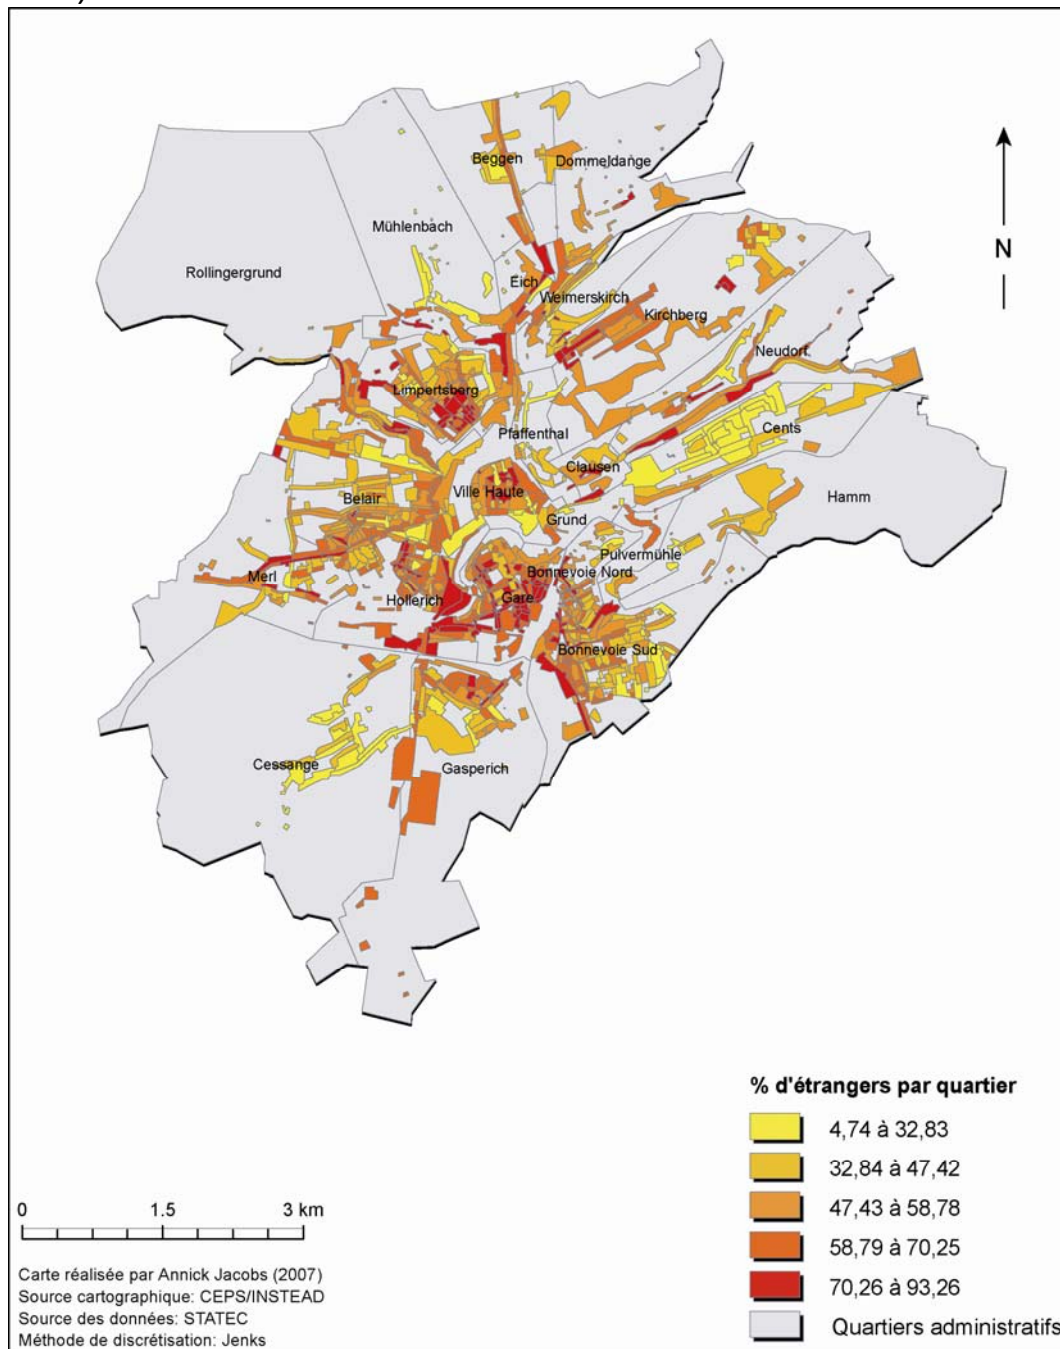 Beggen
Dommeldange
Mühlenbach
Rollingergrund
Eich
Weimerskirch
Kirchberg
Neudorf
Limpertsberg
Pfaffenthal
Cents
Clausen
Belair
Ville Haute
Hamm
Grund
Pulvermühle
Bonnevoie Nord
Merl
Hollerich
Gare
Bonnevoie Sud
Cessange
Gasperich
N
% d'étrangers par quartier
4,74 à 32,83
32,84 à 47,42
47,43 à 58,78
58,79 à 70,25
70,26 à 93,26
Quartiers administratifs
0 1.5 3 km
Carte réalisée par Annick Jacobs (2007)
Source cartographique: CEPS/INSTEAD
Source des données: STATEC
Méthode de discrétisation: Jenks